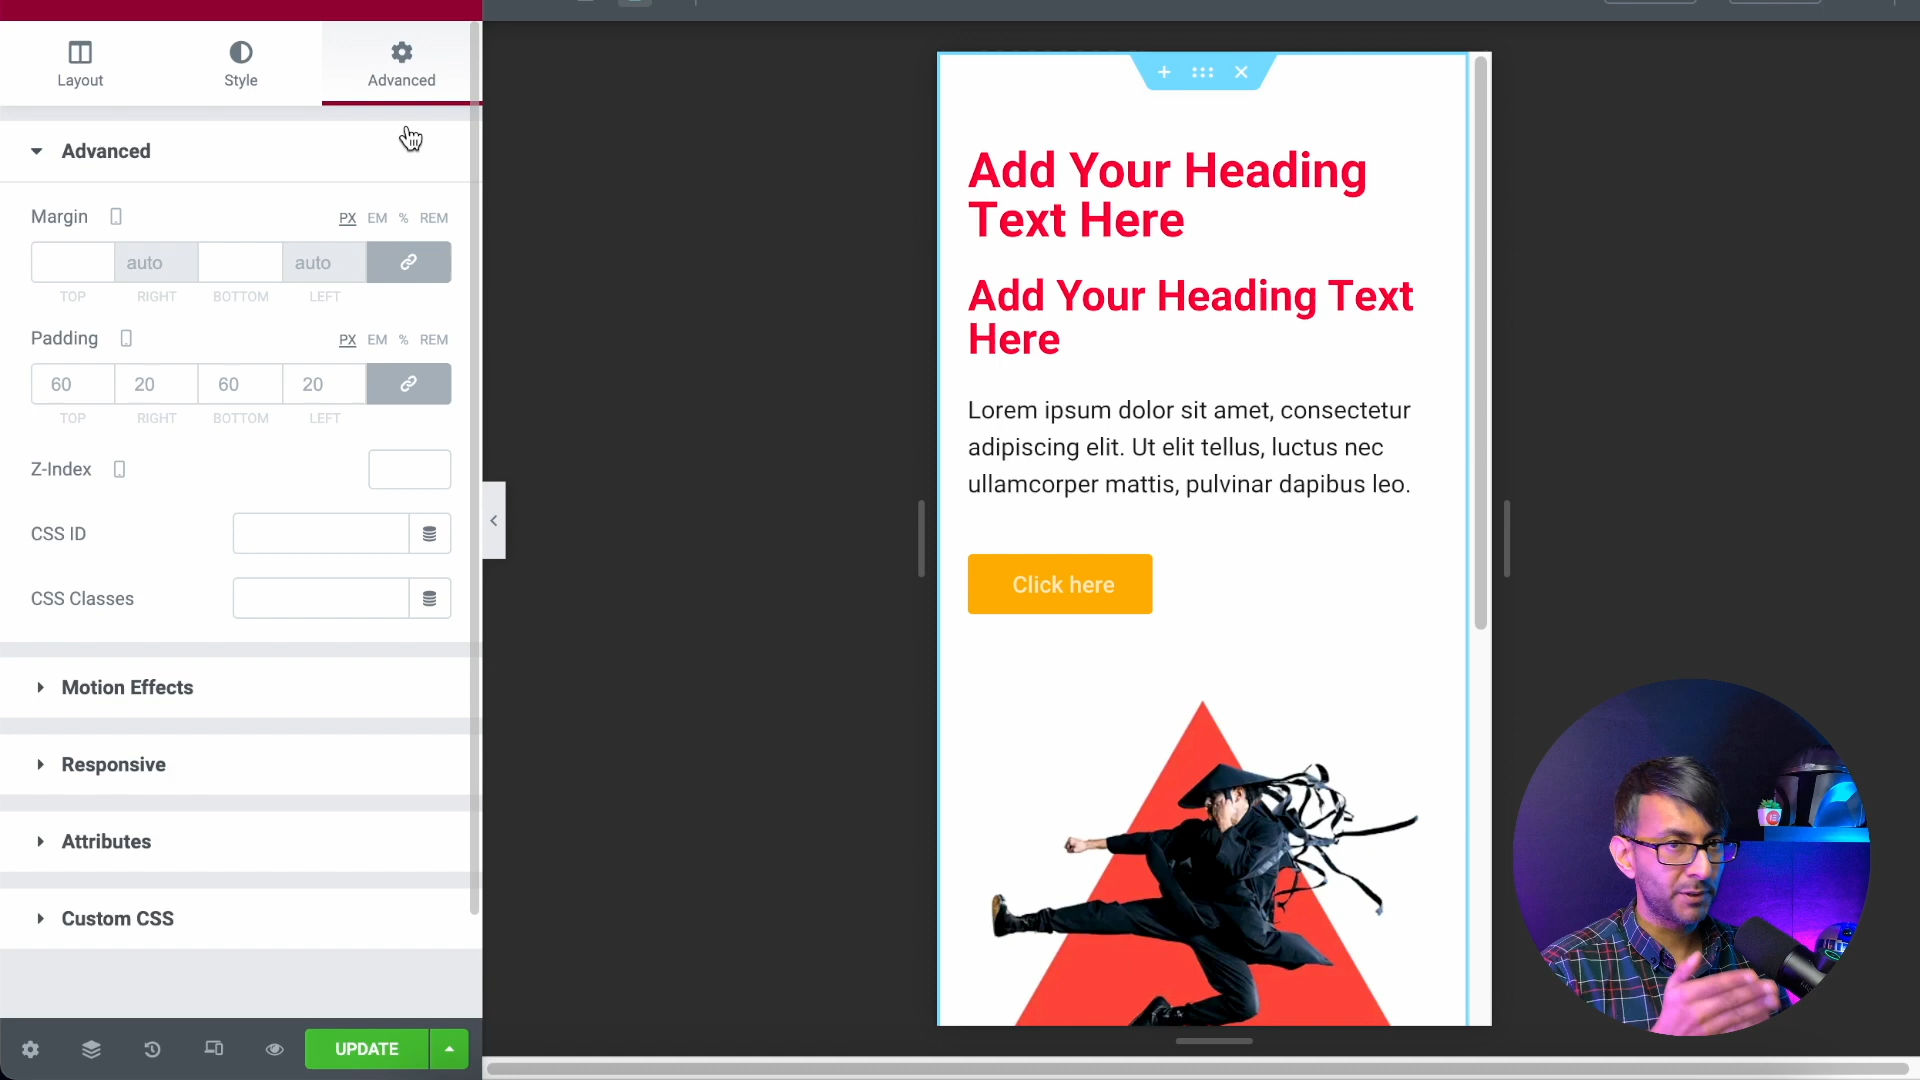 Layout
Style
Advanced
Advanced
Margin
PX EM % REM
auto auto
TOP RIGHT BOTTOM LEFT
Padding
PX EM % REM
60 20 60 20
TOP RIGHT BOTTOM LEFT
Z-Index
CSS ID
CSS Classes
Motion Effects
Responsive
Attributes
Custom CSS
UPDATE
Add Your Heading
Text Here
Add Your Heading Text
Here
Lorem ipsum dolor sit amet, consectetur
adipiscing elit. Ut elit tellus, luctus nec
ullamcorper mattis, pulvinar dapibus leo.
Click here